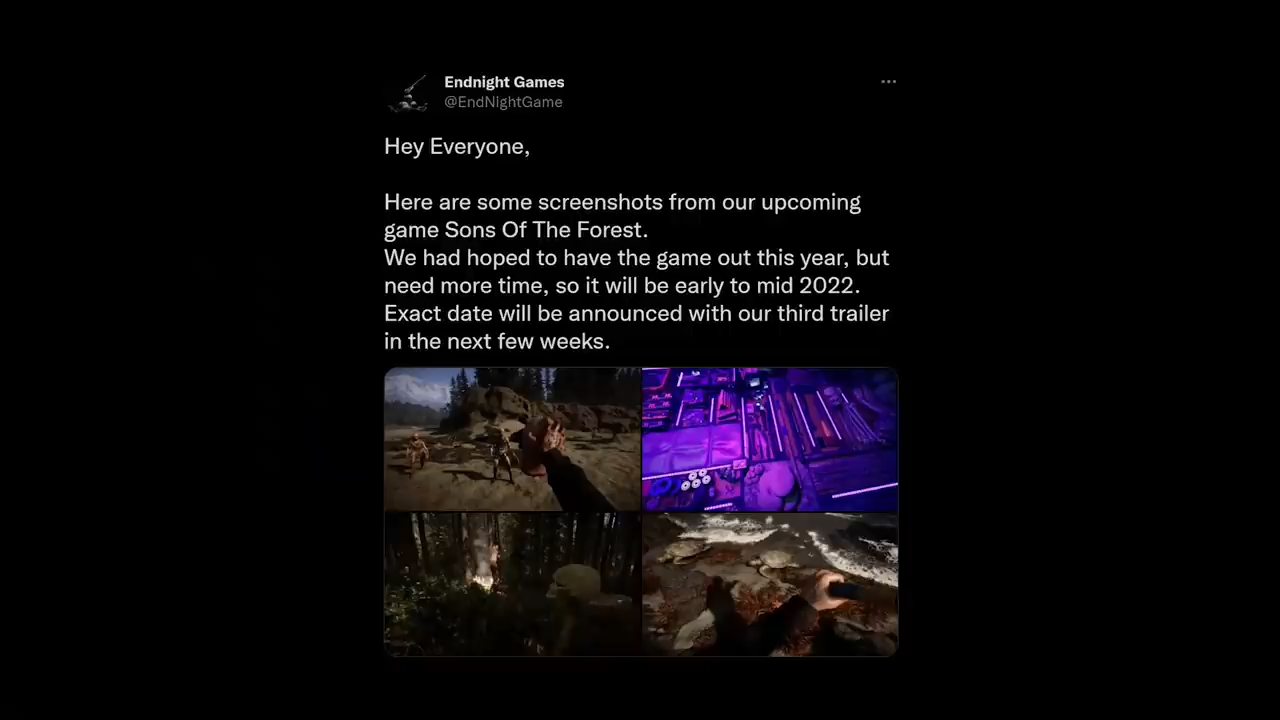 Endnight Games
@EndNightGame
Hey Everyone,
Here are some screenshots from our upcoming
game Sons Of The Forest.
We had hoped to have the game out this year, but
need more time, so it will be early to mid 2022.
Exact date will be announced with our third trailer
in the next few weeks.